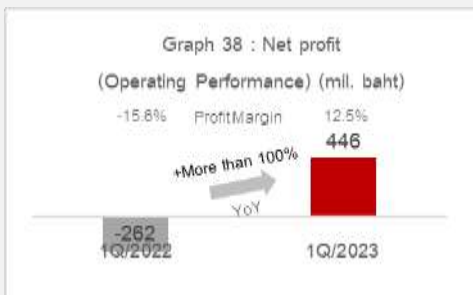 Graph 38 : Net profit
(Operating Performance) (mil. baht)
-15.6% ProfitMargin 12.5%
446
+More than 100%
YoY
-262
1Q/2022 1Q/2023